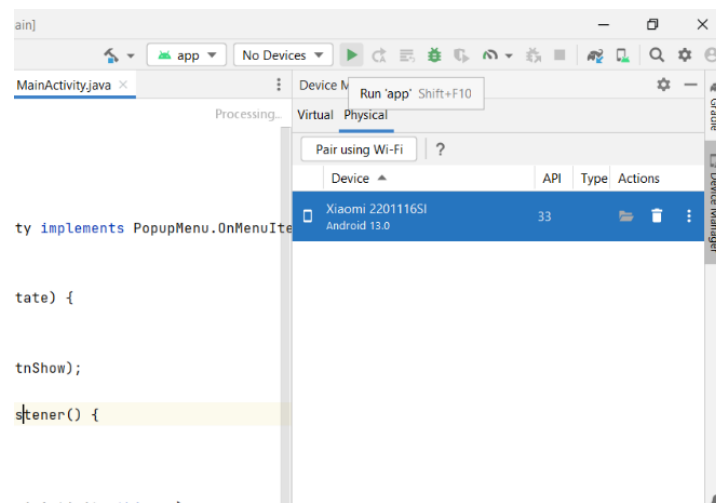 ain]
app
No Devices
MainActivity.java
Device M
Run 'app' Shift+F10
Processing...
Virtual Physical
Pair using Wi-Fi
?
Device API Type Actions
Xiaomi 2201116SI
Android 13.0
33
ty implements PopupMenu.OnMenuIte
tate) {
tnShow);
stener() {
Gradle
Device Manager